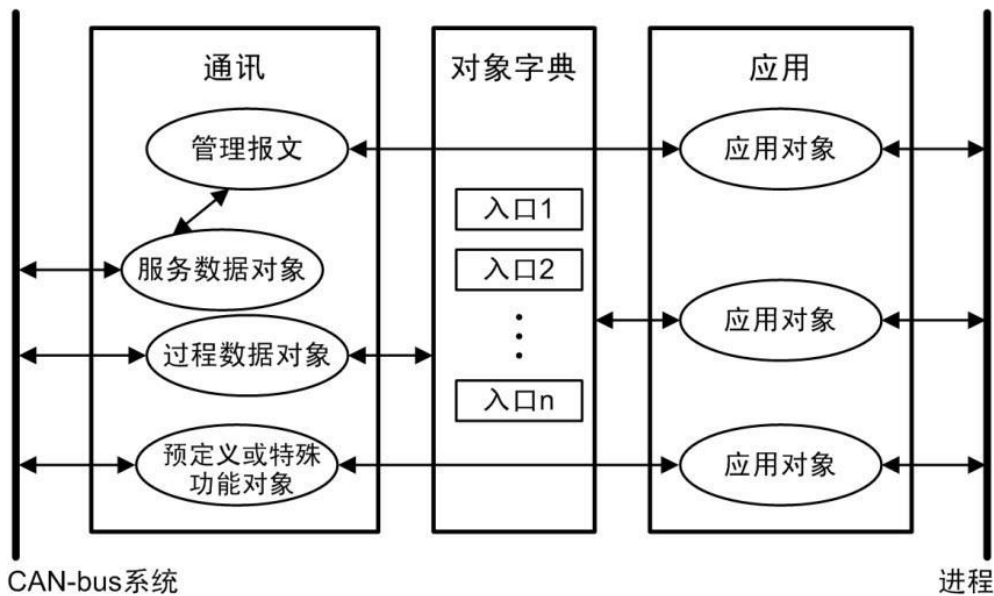 通讯
对象字典
应用
管理报文
应用对象
入口1
服务数据对象
入口2
应用对象
过程数据对象
入口n
预定义或特殊
功能对象
应用对象
CAN-bus系统
进程